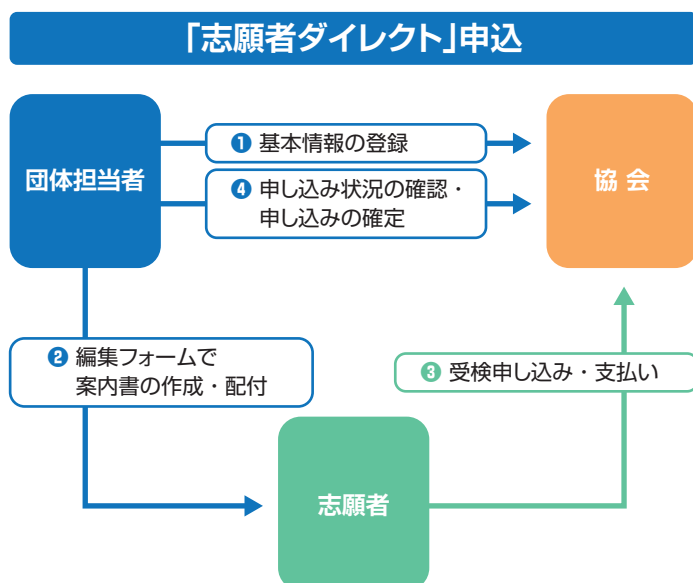 「志願者ダイレクト」申込
団体担当者
❶ 基本情報の登録
❹ 申し込み状況の確認・
申し込みの確定
協 会
❷ 編集フォームで
案内書の作成・配付
❸ 受検申し込み・支払い
志願者